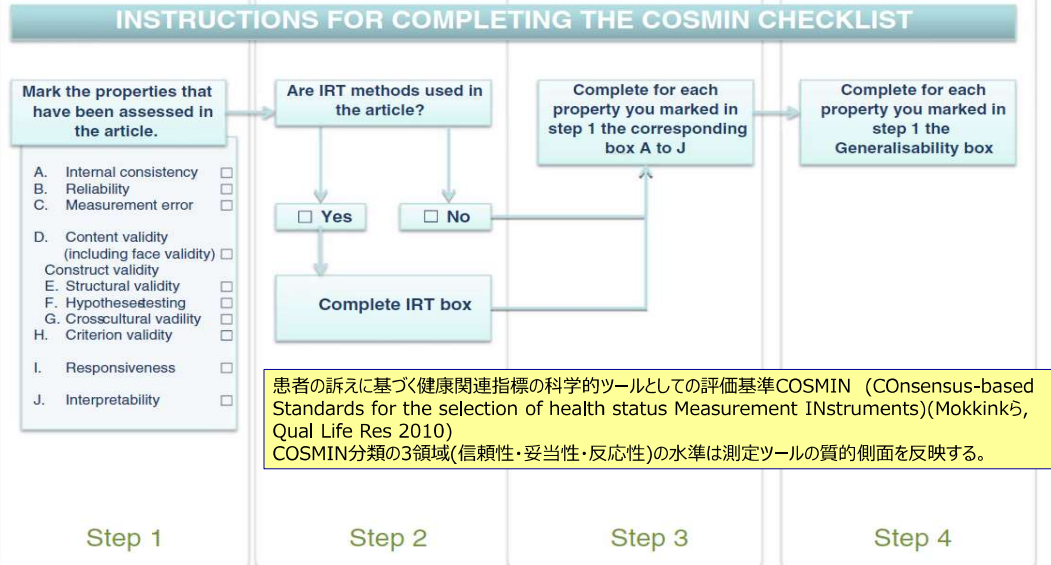 INSTRUCTIONS FOR COMPLETING THE COSMIN CHECKLIST
Mark the properties that
have been assessed in
the article.
A. Internal consistency □
B. Reliability □
C. Measurement error □
D. Content validity
(including face validity) □
Construct validity
E. Structural validity □
F. Hypothesestesting □
G. Crosscultural vadility □
H. Criterion validity □
I. Responsiveness □
J. Interpretability □
Are IRT methods used in
the article?
□ Yes
□ No
Complete IRT box
Complete for each
property you marked in
step 1 the corresponding
box A to J
Complete for each
property you marked in
step 1 the
Generalisability box
患者の訴えに基づく健康関連指標の科学的ツールとしての評価基準COSMIN (COnsensus-based
Standards for the selection of health status Measurement INstruments)(Mokkinkら,
Qual Life Res 2010)
COSMIN分類の3領域(信頼性・妥当性・反応性)の水準は測定ツールの質的側面を反映する。
Step 1
Step 2
Step 3
Step 4